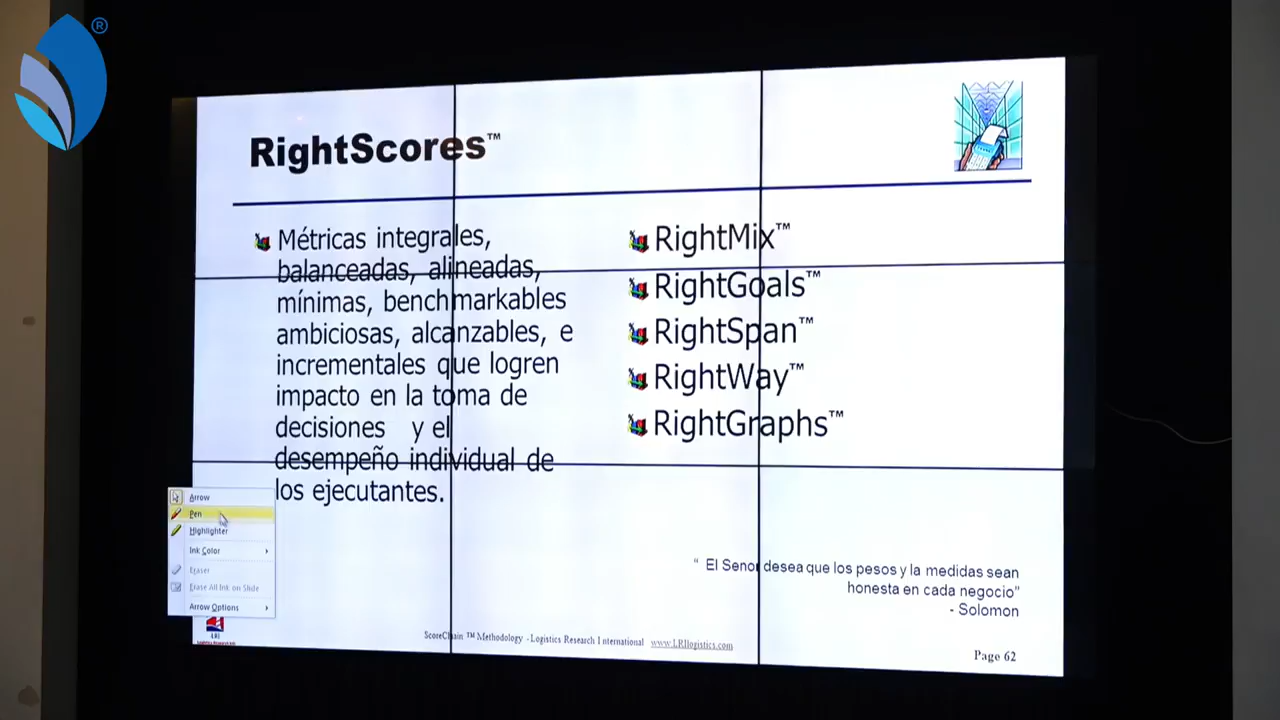 ®
RightScores™
Métricas integrales,
balanceadas, alineadas,
mínimas, benchmarkables
ambiciosas, alcanzables, e
incrementales que logren
impacto en la toma de
decisiones y el
desempeño individual de
los ejecutantes.
RightMix™
RightGoals™
RightSpan™
RightWay™
RightGraphs™
Arrow
Pen
Highlighter
Ink Color
Eraser
Erase All Ink on Slide
Arrow Options
“ El Senor desea que los pesos y la medidas sean
honesta en cada negocio”
- Solomon
LRI
ScoreChain ™ Methodology - Logistics Research International www.LRIlogistics.com
Page 62